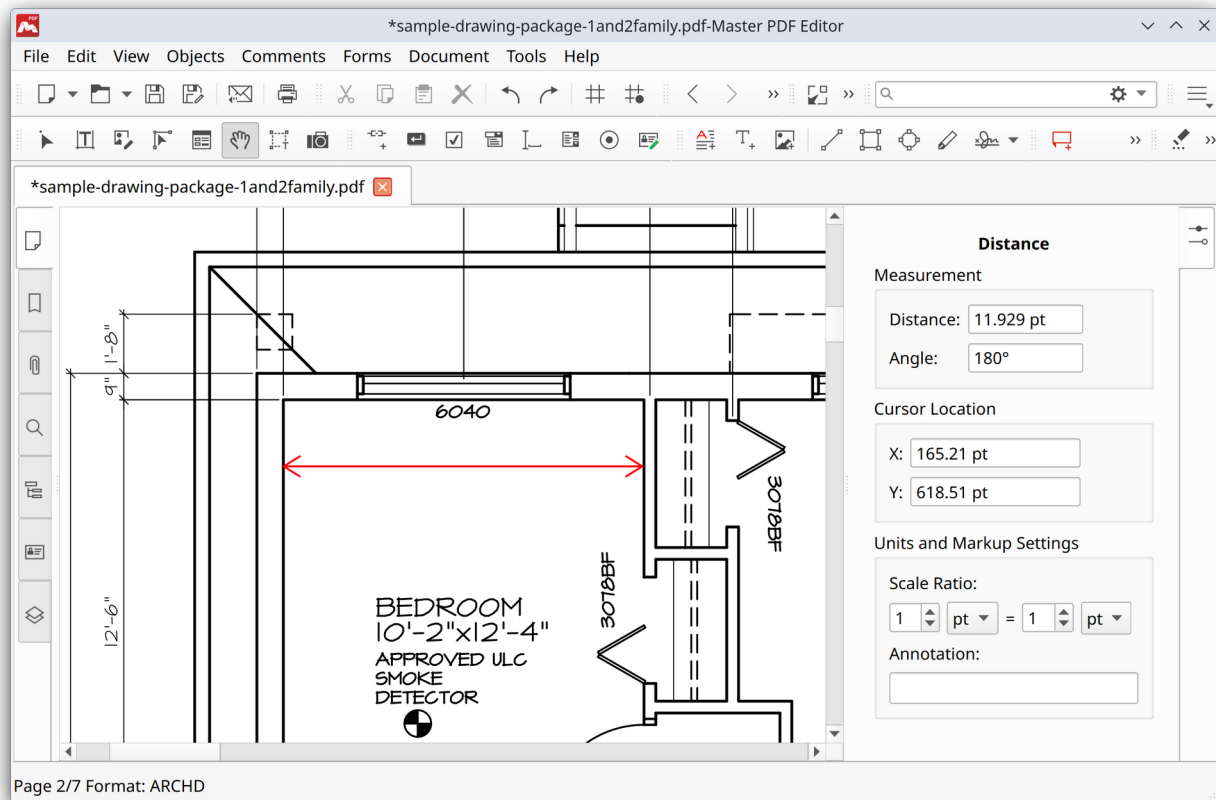 PDF
*sample-drawing-package-1and2family.pdf-Master PDF Editor
File Edit View Objects Comments Forms Document Tools Help
*sample-drawing-package-1and2family.pdf
1'-8"
9"
12'-6"
6040
3078BF
3078BF
BEDROOM
10'-2"x12'-4"
APPROVED ULC
SMOKE
DETECTOR
Distance
Measurement
Distance: 11.929 pt
Angle: 180°
Cursor Location
X: 165.21 pt
Y: 618.51 pt
Units and Markup Settings
Scale Ratio:
1 pt = 1 pt
Annotation:
Page 2/7 Format: ARCHD